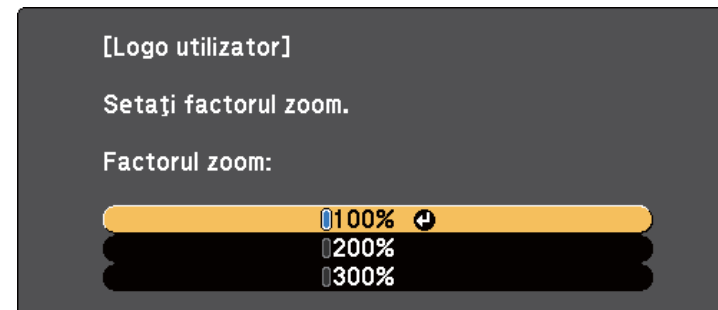 [Logo utilizator]
Setaţi factorul zoom.
Factorul zoom:
100%
200%
300%